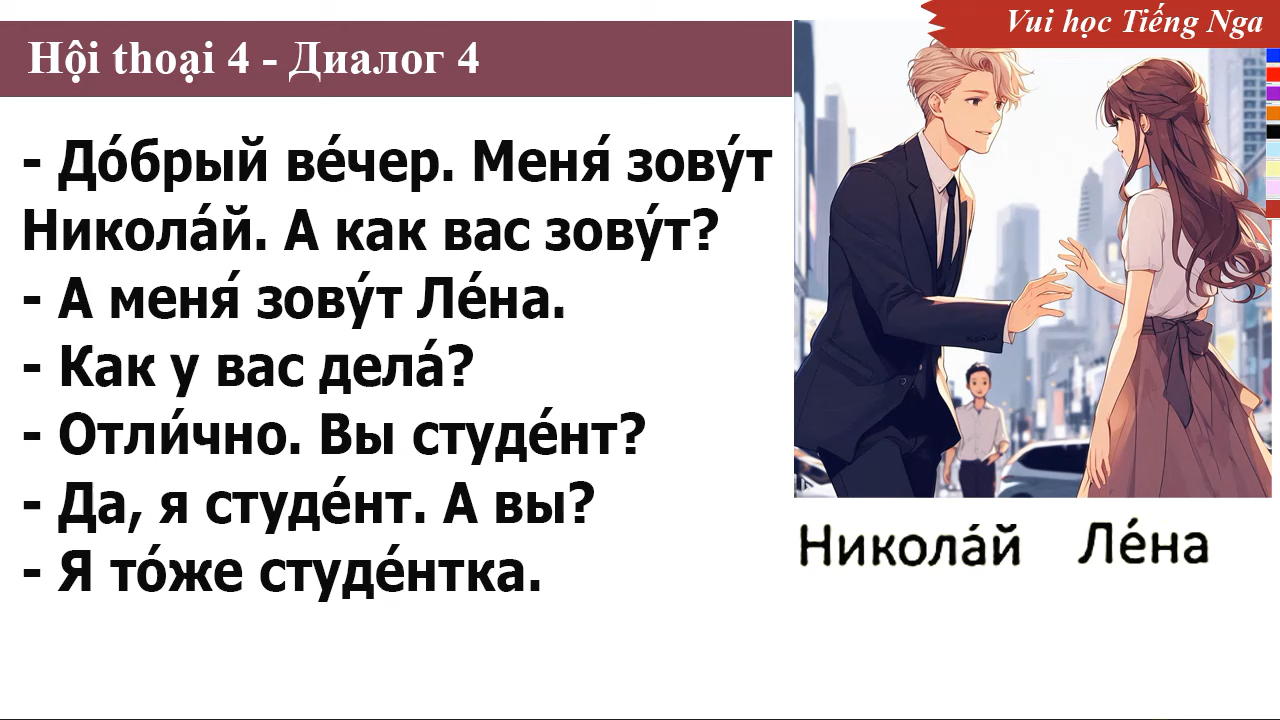 Vui học Tiếng Nga
Hội thoại 4 - Диалог 4
- До́брый ве́чер. Меня́ зову́т
Никола́й. А как вас зову́т?
- А меня́ зову́т Ле́на.
- Как у вас дела́?
- Отли́чно. Вы студе́нт?
- Да, я студе́нт. А вы?
- Я то́же студе́нтка.
Никола́й Ле́на